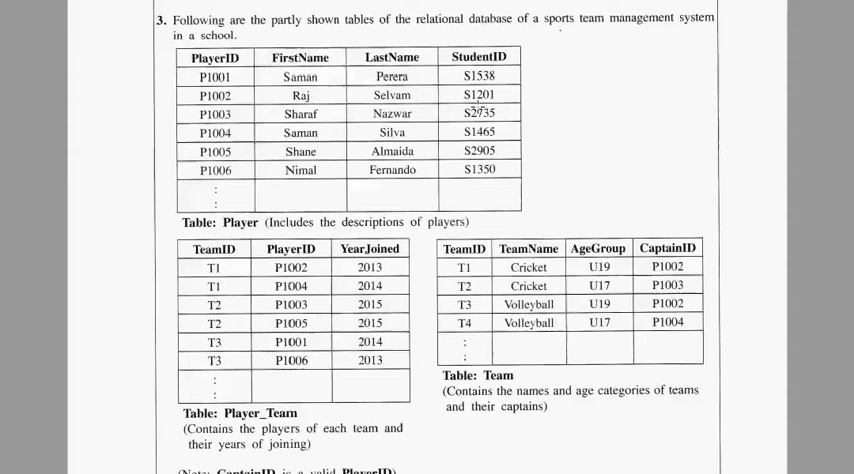 3. Following are the partly shown tables of the relational database of a sports team management system
in a school.
PlayerID FirstName LastName StudentID
P1001 Saman Perera S1538
P1002 Raj Selvam S1201
P1003 Sharaf Nazwar S2735
P1004 Saman Silva S1465
P1005 Shane Almaida S2905
P1006 Nimal Fernando S1350
:
:
Table: Player (Includes the descriptions of players)
TeamID PlayerID YearJoined
T1 P1002 2013
T1 P1004 2014
T2 P1003 2015
T2 P1005 2015
T3 P1001 2014
T3 P1006 2013
:
:
Table: Player_Team
(Contains the players of each team and
their years of joining)
TeamID TeamName AgeGroup CaptainID
T1 Cricket U19 P1002
T2 Cricket U17 P1003
T3 Volleyball U19 P1002
T4 Volleyball U17 P1004
:
:
Table: Team
(Contains the names and age categories of teams
and their captains)
(Note: CaptainID is a valid PlayerID)